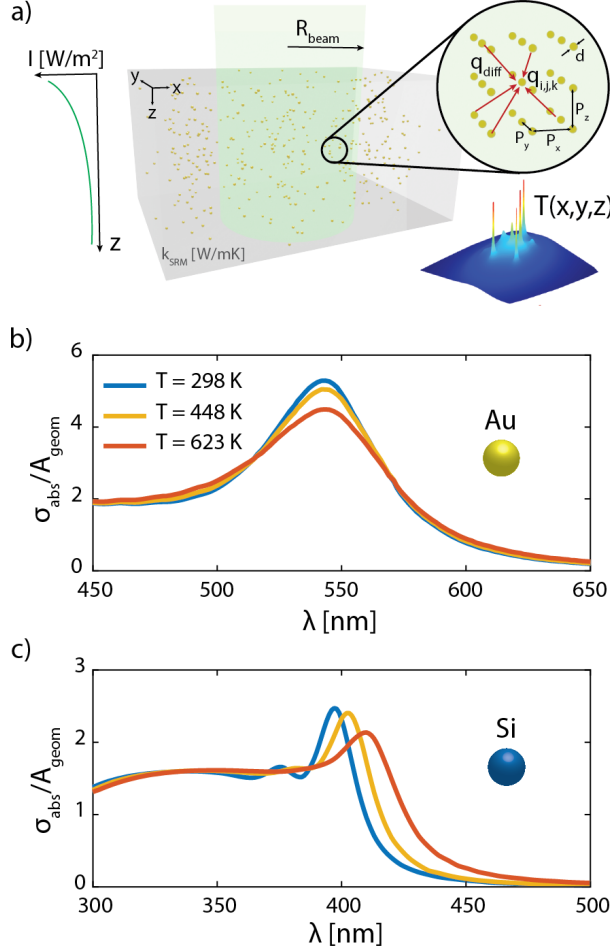 a)
I [W/m²]
R_beam
y
x
z
z
k_SRM [W/mK]
q_diff
q_i,j,k
d
P_z
P_y
P_x
T(x,y,z)
b)
6
4
2
0
σ_abs/A_geom
T = 298 K
T = 448 K
T = 623 K
Au
450
500
550
600
650
λ [nm]
c)
3
2
1
0
σ_abs/A_geom
Si
300
350
400
450
500
λ [nm]